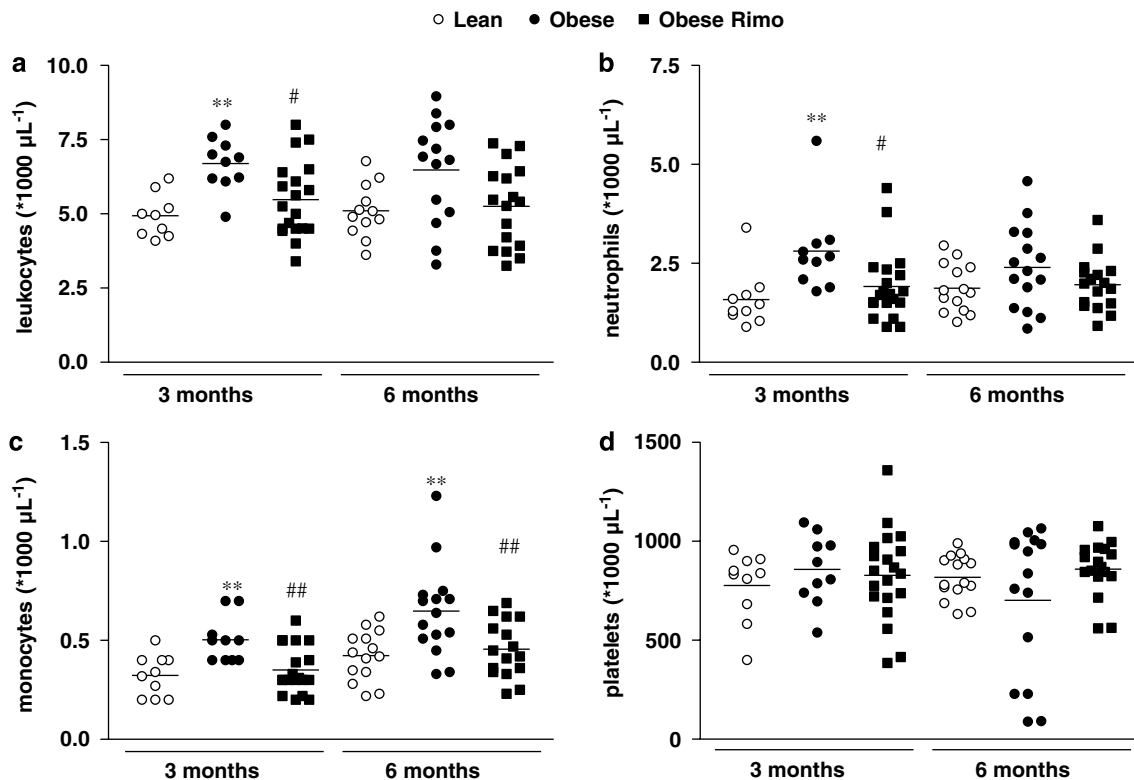 Lean Obese Obese Rimo
a
leukocytes (*1000 µL-1)
10.0
7.5
5.0
2.5
0.0
**
#
3 months 6 months
b
neutrophils (*1000 µL-1)
7.5
5.0
2.5
0.0
**
#
3 months 6 months
c
monocytes (*1000 µL-1)
1.5
1.0
0.5
0.0
**
##
**
##
3 months 6 months
d
platelets (*1000 µL-1)
1500
1000
500
0
3 months 6 months